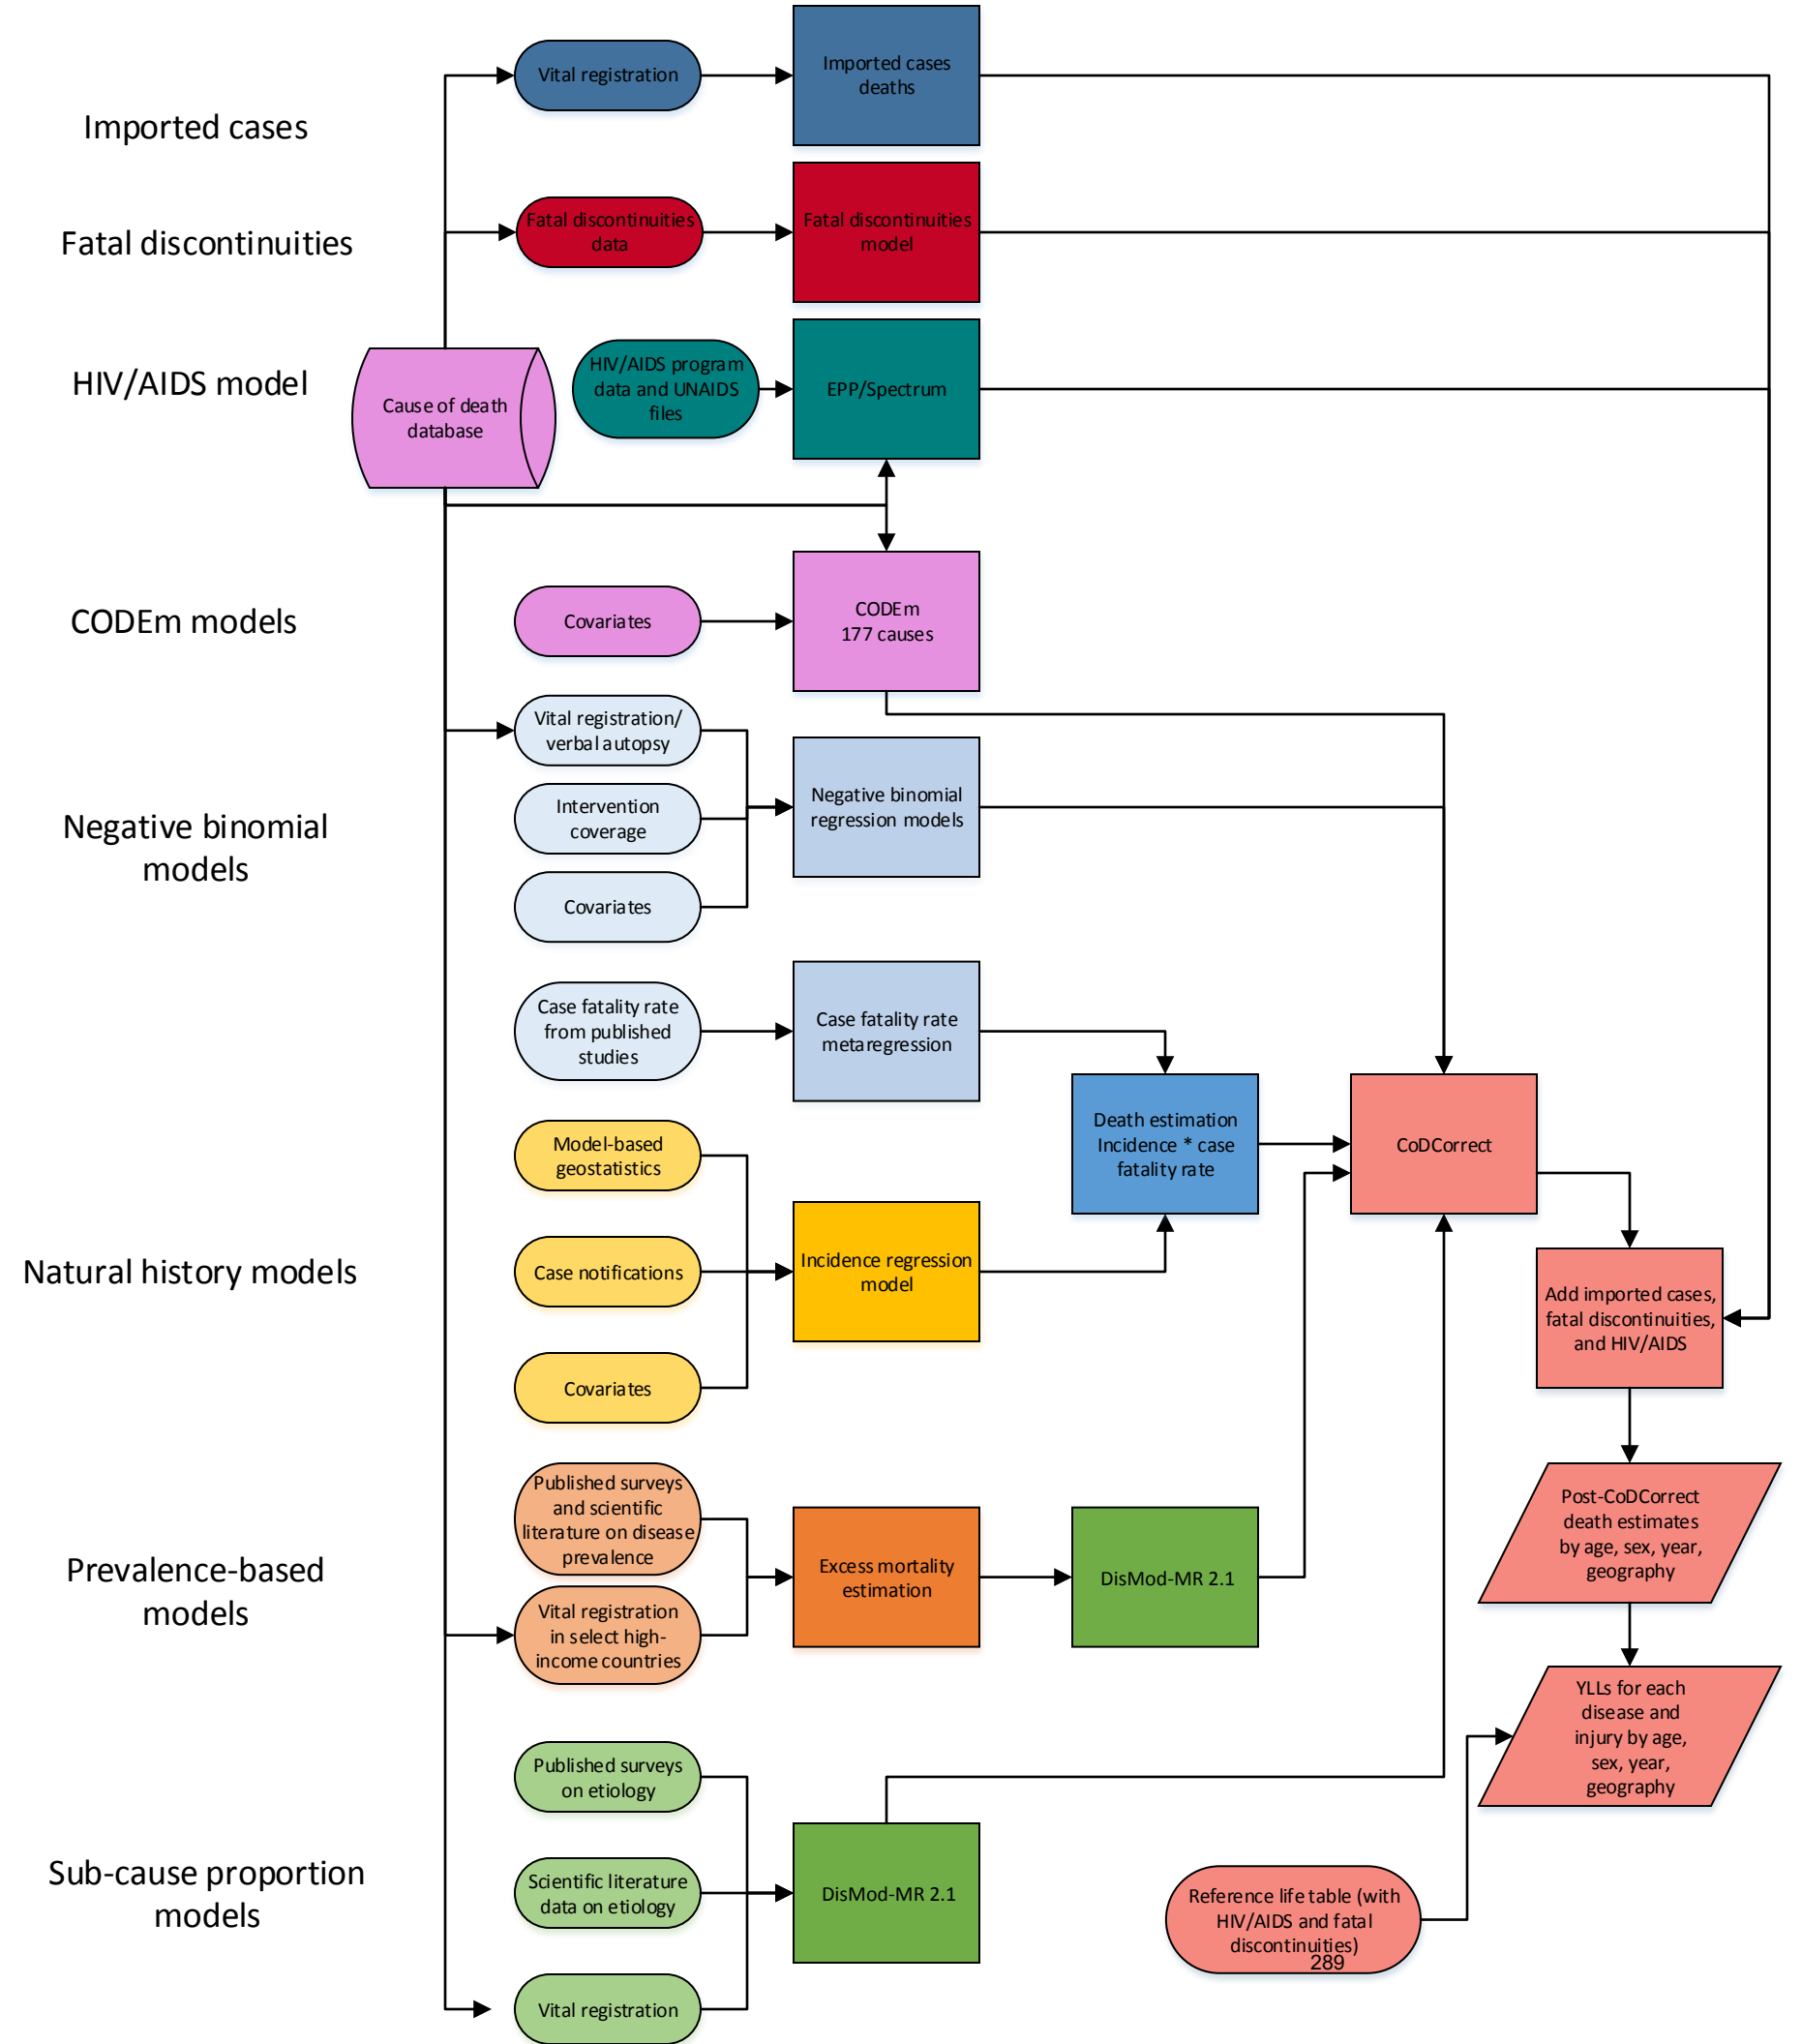 Imported cases
Vital registration
Imported cases
deaths
Fatal discontinuities
Fatal discontinuities
data
Fatal discontinuities
model
HIV/AIDS model
Cause of death
database
HIV/AIDS program
data and UNAIDS
files
EPP/Spectrum
CODEm models
Covariates
CODEm
177 causes
Negative binomial
models
Vital registration/
verbal autopsy
Intervention
coverage
Covariates
Negative binomial
regression models
Case fatality rate
from published
studies
Case fatality rate
metaregression
Natural history models
Model-based
geostatistics
Case notifications
Covariates
Incidence regression
model
Death estimation
Incidence * case
fatality rate
CoDCorrect
Add imported cases,
fatal discontinuities,
and HIV/AIDS
Prevalence-based
models
Published surveys
and scientific
literature on disease
prevalence
Vital registration
in select high-
income countries
Excess mortality
estimation
DisMod-MR 2.1
Post-CoDCorrect
death estimates
by age, sex, year,
geography
YLLs for each
disease and
injury by age,
sex, year,
geography
Sub-cause proportion
models
Published surveys
on etiology
Scientific literature
data on etiology
Vital registration
DisMod-MR 2.1
Reference life table (with
HIV/AIDS and fatal
discontinuities)
289